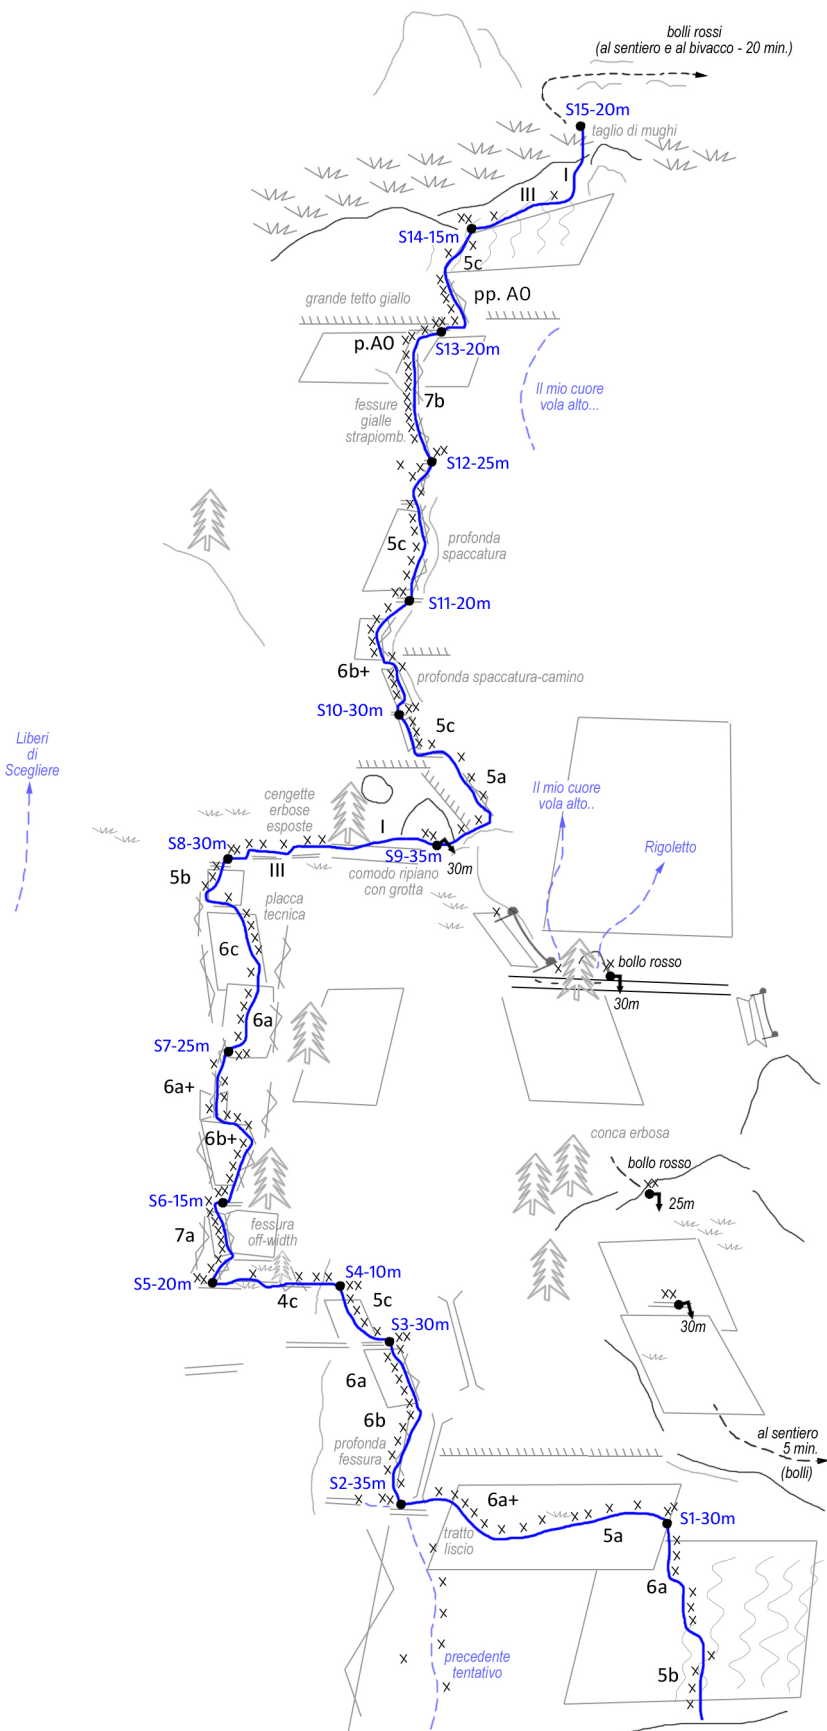 bolli rossi
(al sentiero e al bivacco - 20 min.)
S15-20m
taglio di mughi
I
III
S14-15m
5c
pp. A0
grande tetto giallo
p.A0
S13-20m
Il mio cuore
vola alto...
7b
fessure
gialle
strapiomb.
S12-25m
5c
profonda
spaccatura
S11-20m
6b+
profonda spaccatura-camino
S10-30m
5c
Liberi
di
Scegliere
5a
Il mio cuore
vola alto..
cengette
erbose
esposte
I
S8-30m
S9-35m
30m
Rigoletto
III
comodo ripiano
con grotta
5b
placca
tecnica
6c
bollo rosso
30m
6a
S7-25m
6a+
6b+
conca erbosa
bollo rosso
S6-15m
25m
7a
fessura
off-width
S5-20m
S4-10m
4c
5c
S3-30m
30m
6a
6b
al sentiero
5 min.
(bolli)
profonda
fessura
S2-35m
6a+
S1-30m
tratto
liscio
5a
6a
precedente
tentativo
5b